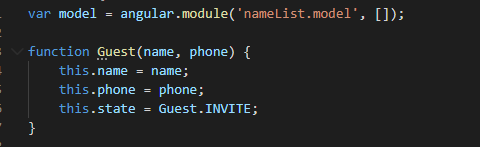 var model = angular.module('nameList.model', []);
function Guest(name, phone) {
    this.name = name;
    this.phone = phone;
    this.state = Guest.INVITE;
}